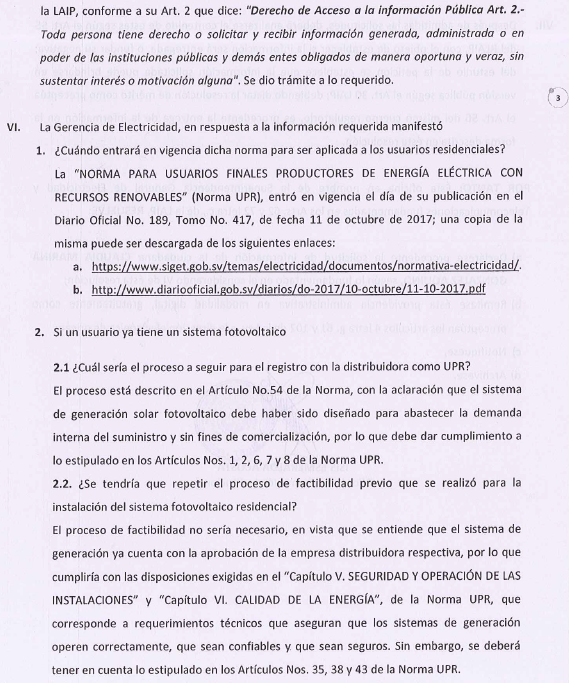 la LAIP, conforme a su Art. 2 que dice: "Derecho de Acceso a la información Pública Art. 2.-
Toda persona tiene derecho o solicitar y recibir información generada, administrada o en
poder de las instituciones públicas y demás entes obligados de manera oportuna y veraz, sin
sustentar interés o motivación alguno". Se dio trámite a lo requerido.
3
VI. La Gerencia de Electricidad, en respuesta a la información requerida manifestó
1. ¿Cuándo entrará en vigencia dicha norma para ser aplicada a los usuarios residenciales?
La "NORMA PARA USUARIOS FINALES PRODUCTORES DE ENERGÍA ELÉCTRICA CON
RECURSOS RENOVABLES" (Norma UPR), entró en vigencia el día de su publicación en el
Diario Oficial No. 189, Tomo No. 417, de fecha 11 de octubre de 2017; una copia de la
misma puede ser descargada de los siguientes enlaces:
a. https://www.siget.gob.sv/temas/electricidad/documentos/normativa-electricidad/.
b. http://www.diariooficial.gob.sv/diarios/do-2017/10-octubre/11-10-2017.pdf
2. Si un usuario ya tiene un sistema fotovoltaico
2.1 ¿Cuál sería el proceso a seguir para el registro con la distribuidora como UPR?
El proceso está descrito en el Artículo No.54 de la Norma, con la aclaración que el sistema
de generación solar fotovoltaico debe haber sido diseñado para abastecer la demanda
interna del suministro y sin fines de comercialización, por lo que debe dar cumplimiento a
lo estipulado en los Artículos Nos. 1, 2, 6, 7 y 8 de la Norma UPR.
2.2. ¿Se tendría que repetir el proceso de factibilidad previo que se realizó para la
instalación del sistema fotovoltaico residencial?
El proceso de factibilidad no sería necesario, en vista que se entiende que el sistema de
generación ya cuenta con la aprobación de la empresa distribuidora respectiva, por lo que
cumpliría con las disposiciones exigidas en el "Capítulo V. SEGURIDAD Y OPERACIÓN DE LAS
INSTALACIONES" y "Capítulo VI. CALIDAD DE LA ENERGÍA", de la Norma UPR, que
corresponde a requerimientos técnicos que aseguran que los sistemas de generación
operen correctamente, que sean confiables y que sean seguros. Sin embargo, se deberá
tener en cuenta lo estipulado en los Artículos Nos. 35, 38 y 43 de la Norma UPR.